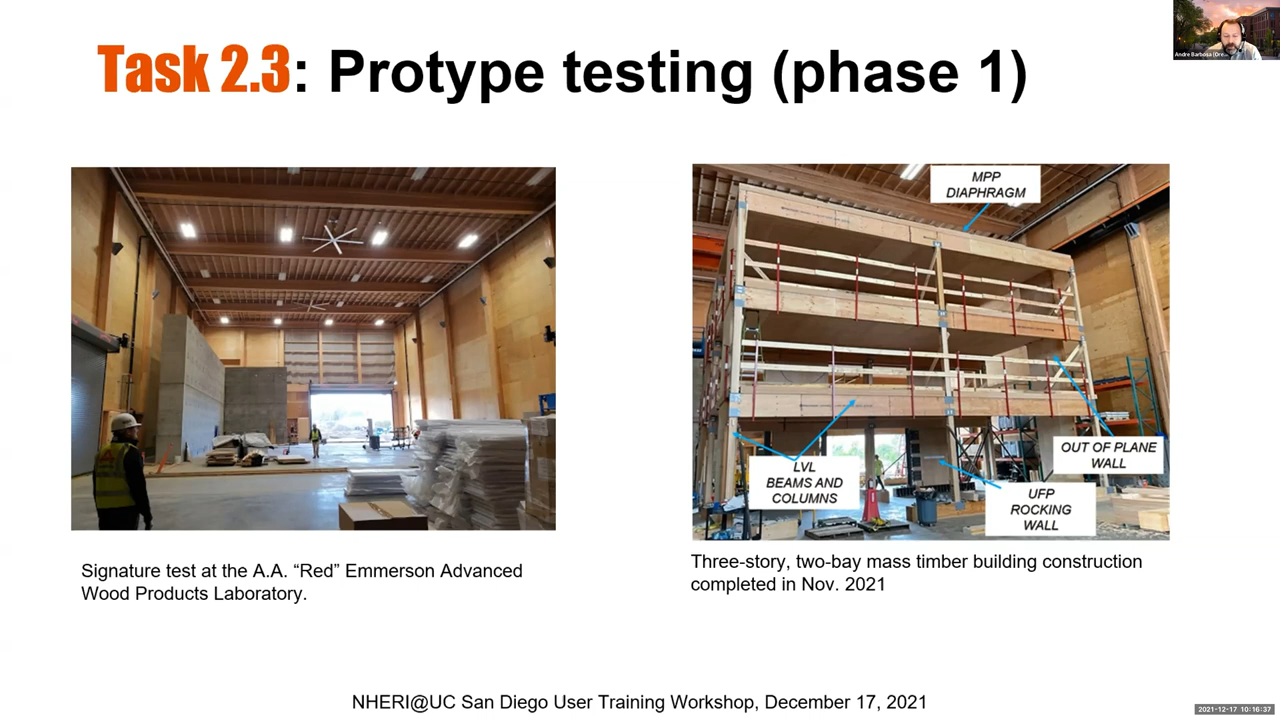 Task 2.3: Protype testing (phase 1)
Andre Barbosa (Ore...
MPP
DIAPHRAGM
LVL
BEAMS AND
COLUMNS
OUT OF PLANE
WALL
UFP
ROCKING
WALL
Signature test at the A.A. “Red” Emmerson Advanced
Wood Products Laboratory.
Three-story, two-bay mass timber building construction
completed in Nov. 2021
NHERI@UC San Diego User Training Workshop, December 17, 2021
2021-12-17 10:16:37